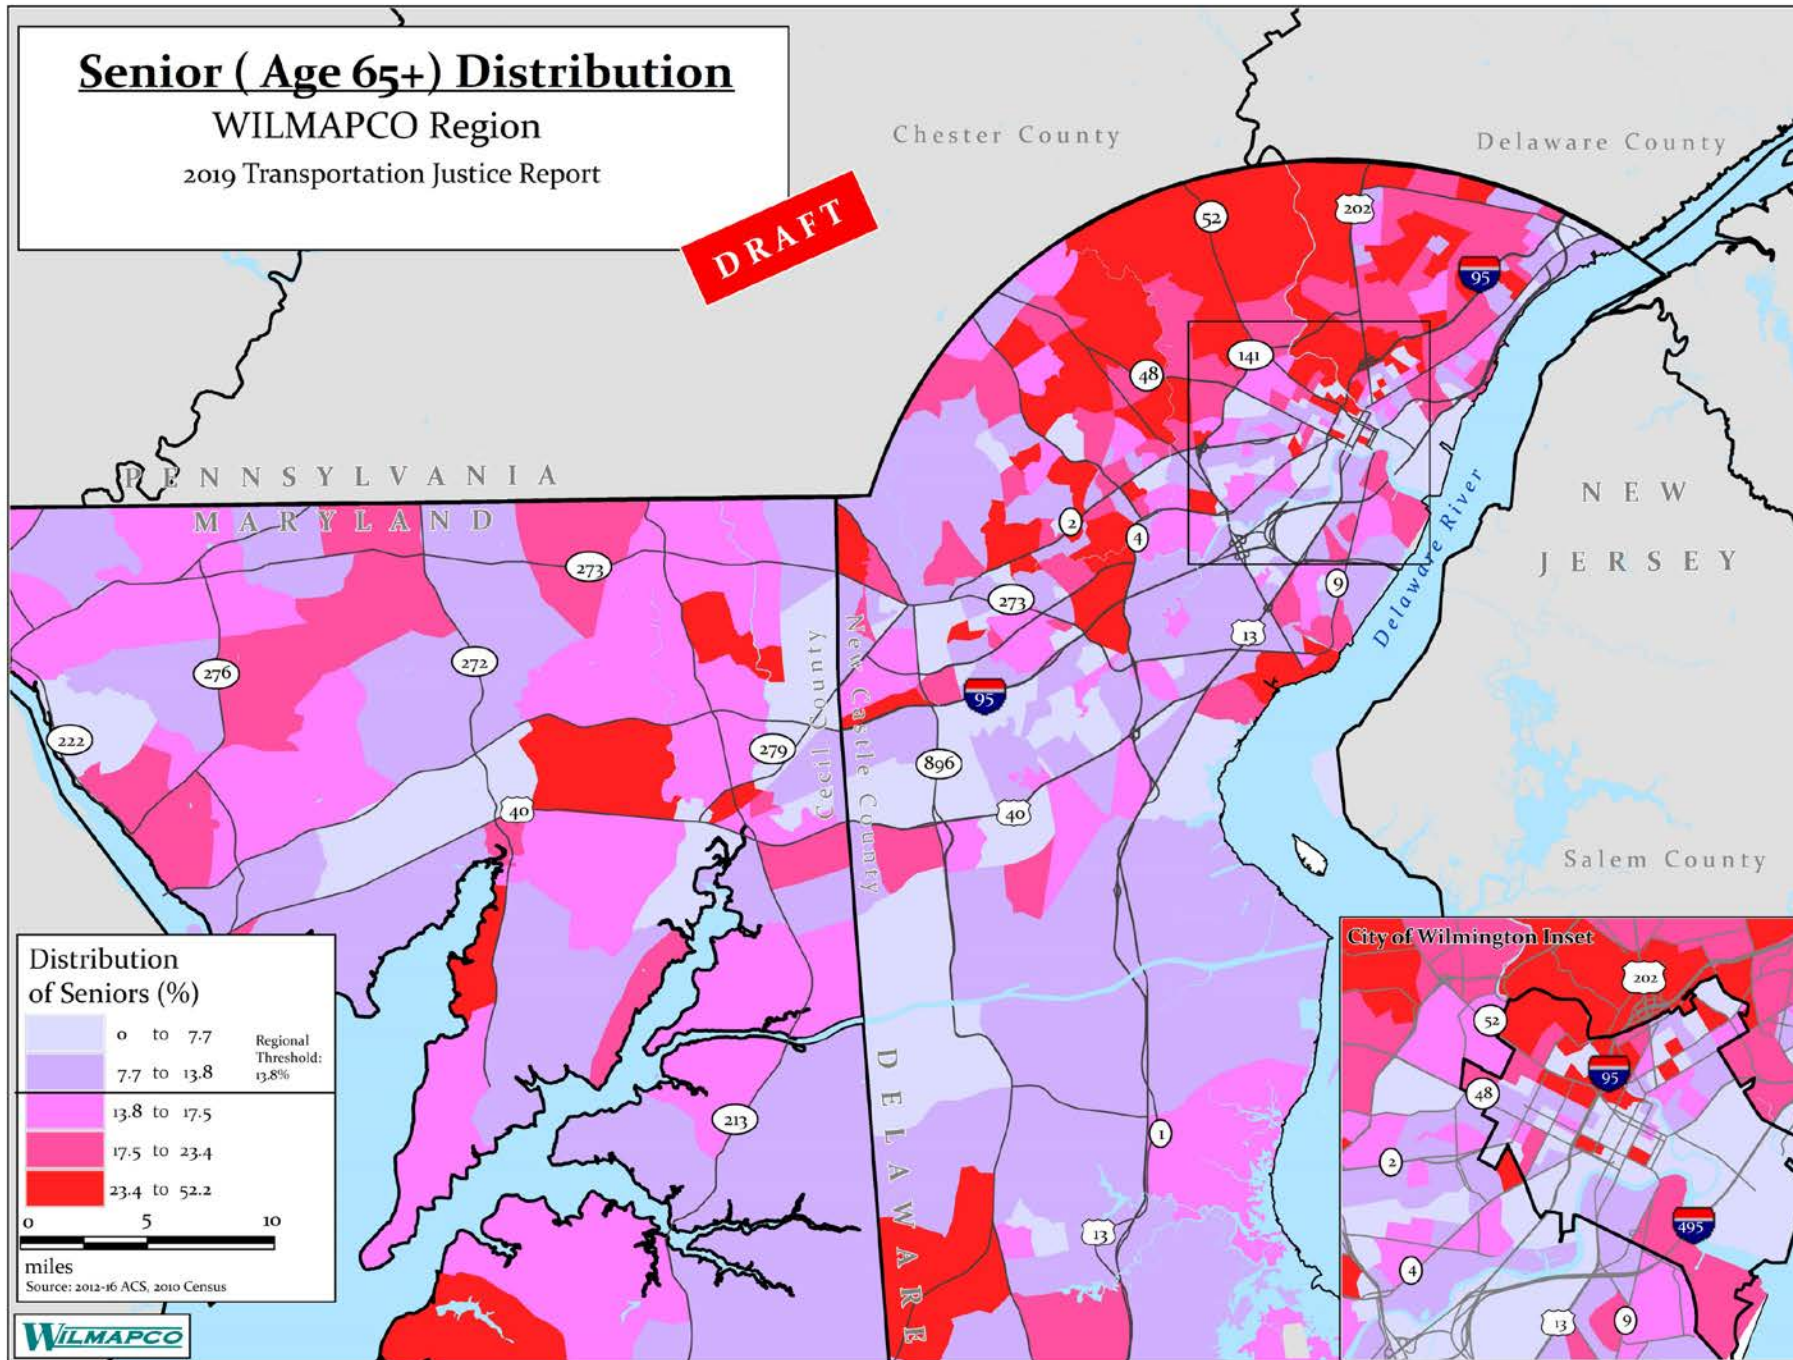 Senior ( Age 65+) Distribution
WILMAPCO Region
2019 Transportation Justice Report
DRAFT
Chester County
Delaware County
52
202
95
141
48
PENNSYLVANIA
MARYLAND
NEW
JERSEY
Delaware River
2
4
273
273
9
13
276
272
Cecil County
New Castle County
95
222
279
896
40
40
Salem County
213
1
13
DELAWARE
Distribution
of Seniors (%)
0 to 7.7
7.7 to 13.8
Regional
Threshold:
13.8%
13.8 to 17.5
17.5 to 23.4
23.4 to 52.2
0 5 10
miles
Source: 2012-16 ACS, 2010 Census
WILMAPCO
City of Wilmington Inset
202
52
95
48
2
495
4
13
9